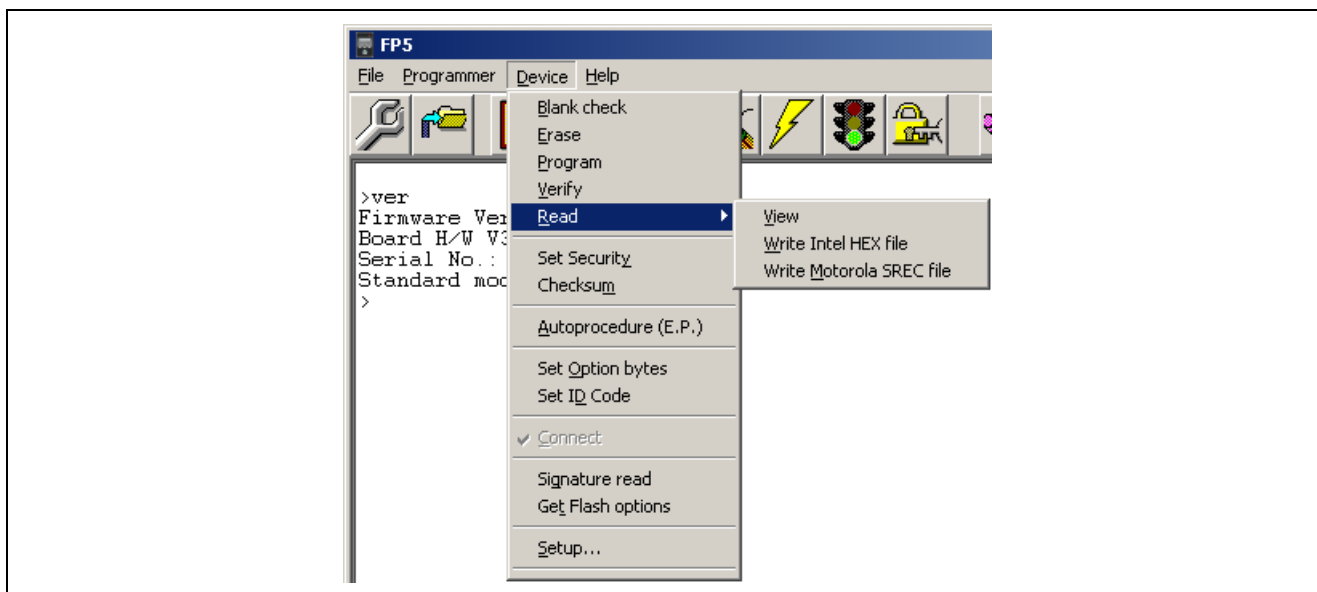 FP5
File Programmer Device Help
>ver
Firmware Ver
Board H/W V3
Serial No.:
Standard mod
>
Blank check
Erase
Program
Verify
Read
Set Security
Checksum
Autoprocedure (E.P.)
Set Option bytes
Set ID Code
Connect
Signature read
Get Flash options
Setup...
View
Write Intel HEX file
Write Motorola SREC file